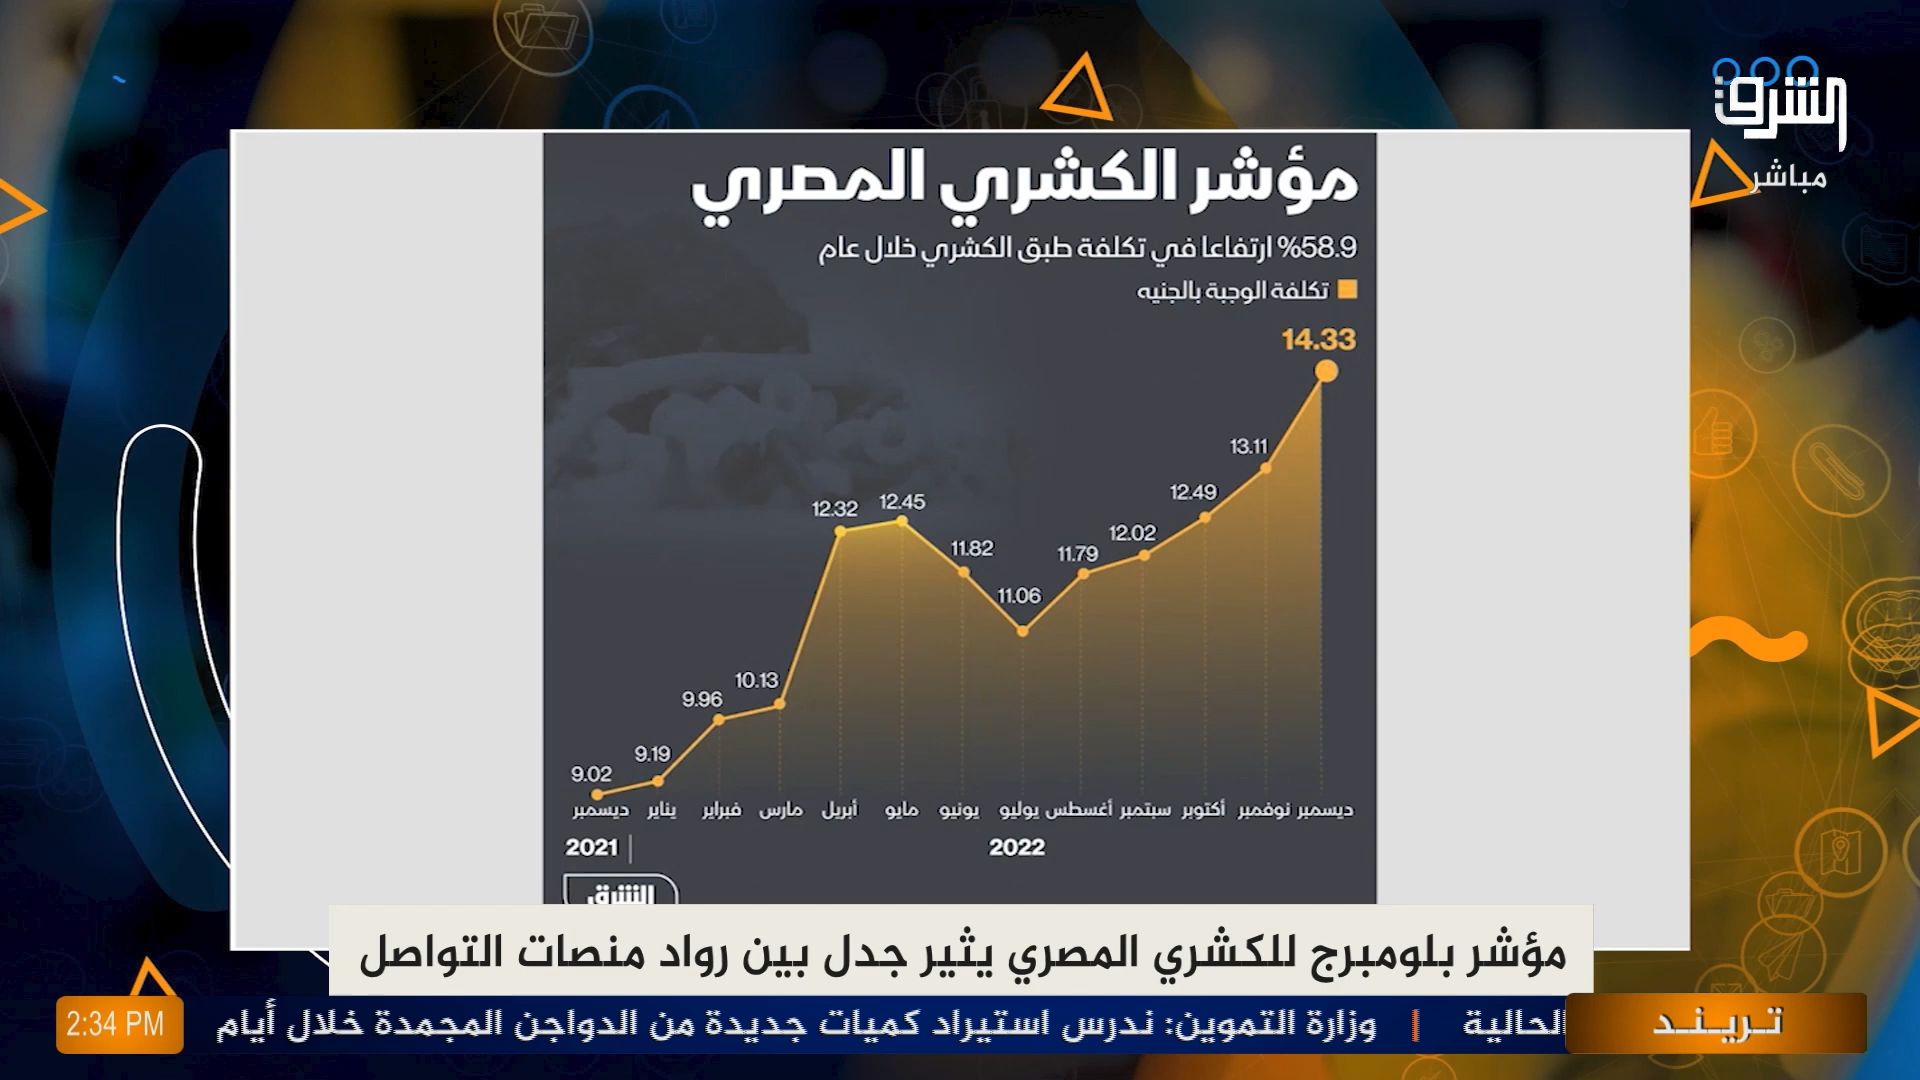 الشرق
مباشر
مؤشر الكشري المصري
58.9% ارتفاعا في تكلفة طبق الكشري خلال عام
تكلفة الوجبة بالجنيه
14.33
13.11
12.49
12.45
12.32
12.02
11.82
11.79
11.06
10.13
9.96
9.19
9.02
ديسمبر يناير فبراير مارس أبريل مايو يونيو يوليو أغسطس سبتمبر أكتوبر نوفمبر ديسمبر
2021 2022
الشرق
مؤشر بلومبرج للكشري المصري يثير جدل بين رواد منصات التواصل
تريند
الحالية | وزارة التموين: ندرس استيراد كميات جديدة من الدواجن المجمدة خلال أيام
2:34 PM